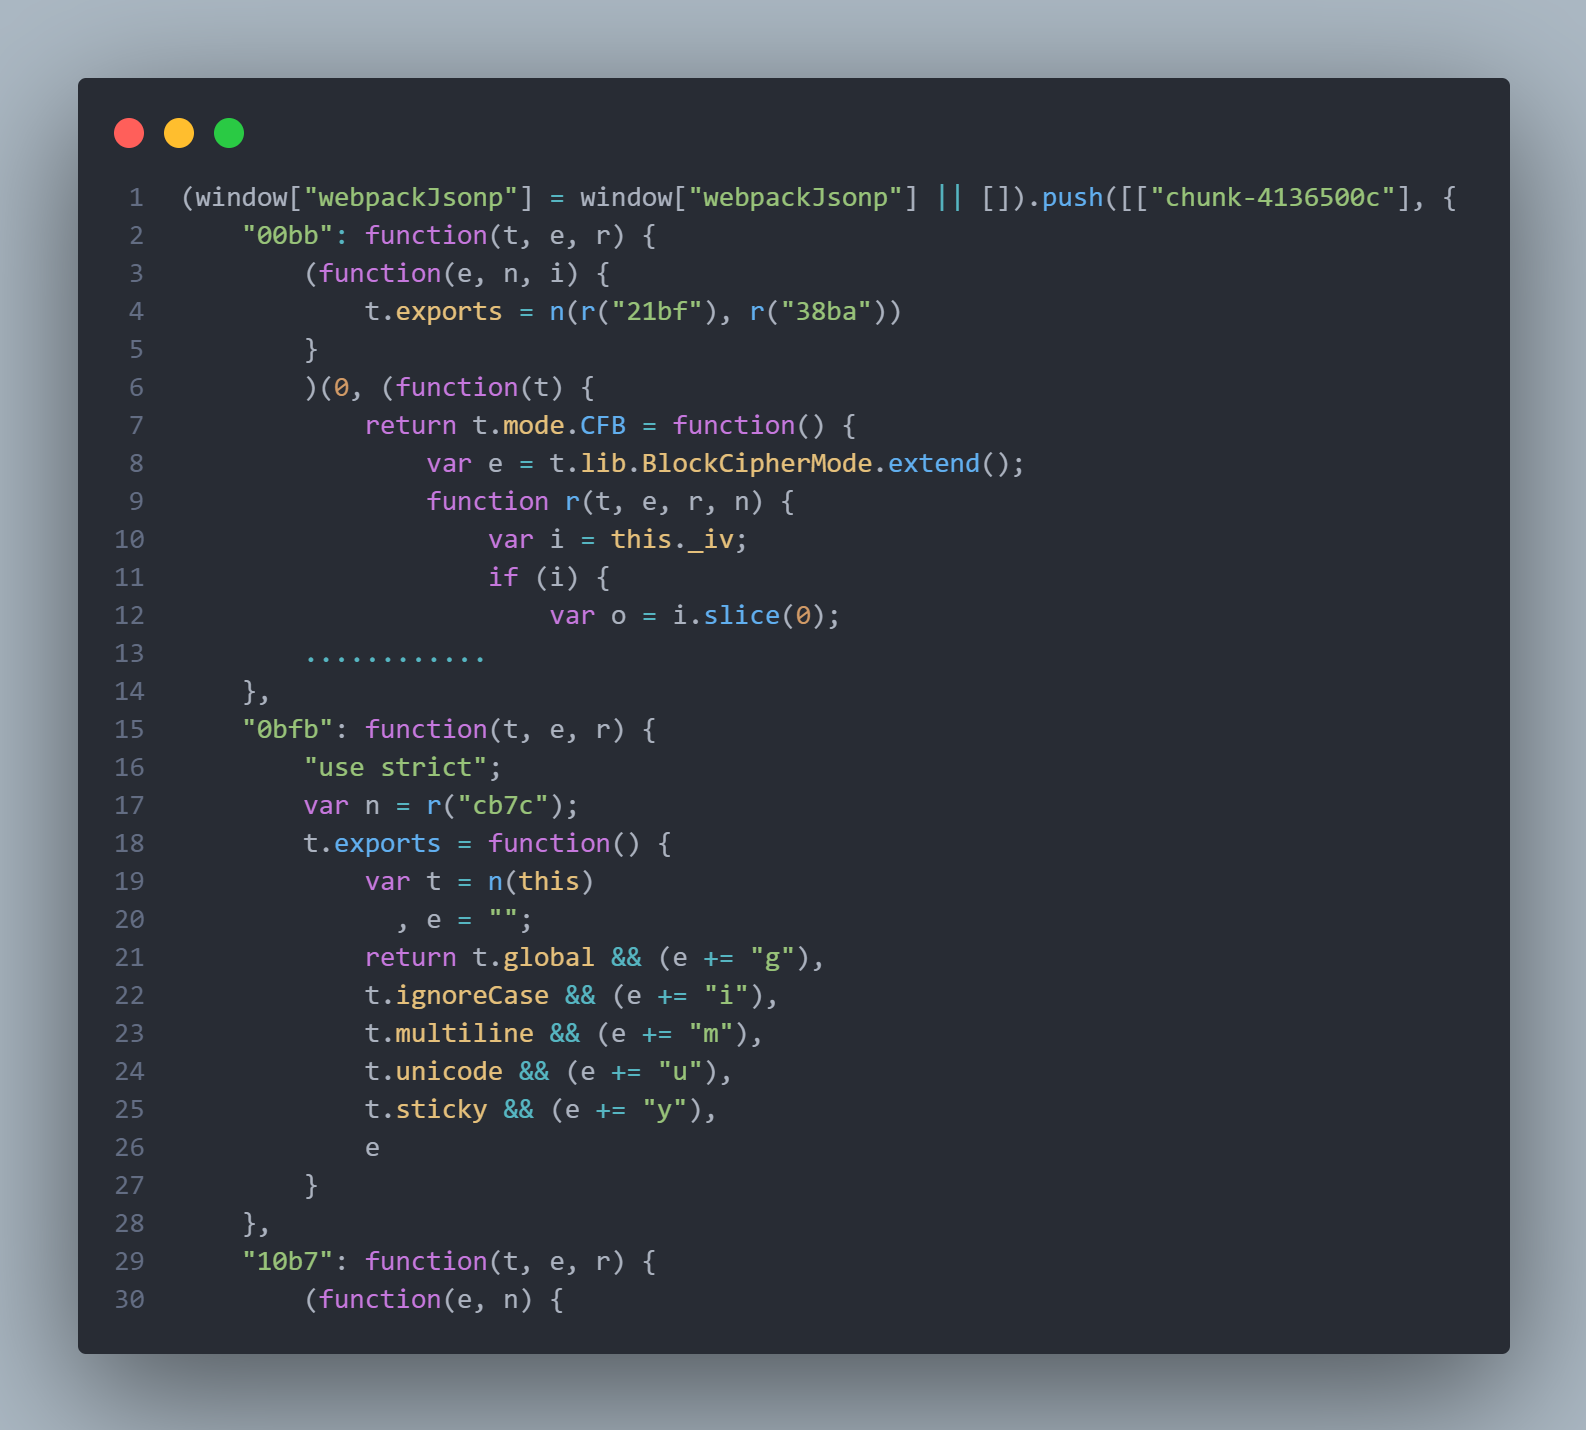 1 (window["webpackJsonp"] = window["webpackJsonp"] || []).push([["chunk-4136500c"], {
2     "00bb": function(t, e, r) {
3         (function(e, n, i) {
4             t.exports = n(r("21bf"), r("38ba"))
5         }
6         )(0, (function(t) {
7             return t.mode.CFB = function() {
8                 var e = t.lib.BlockCipherMode.extend();
9                 function r(t, e, r, n) {
10                     var i = this._iv;
11                     if (i) {
12                         var o = i.slice(0);
13         ............
14     },
15     "0bfb": function(t, e, r) {
16         "use strict";
17         var n = r("cb7c");
18         t.exports = function() {
19             var t = n(this)
20               , e = "";
21             return t.global && (e += "g"),
22             t.ignoreCase && (e += "i"),
23             t.multiline && (e += "m"),
24             t.unicode && (e += "u"),
25             t.sticky && (e += "y"),
26             e
27         }
28     },
29     "10b7": function(t, e, r) {
30         (function(e, n) {